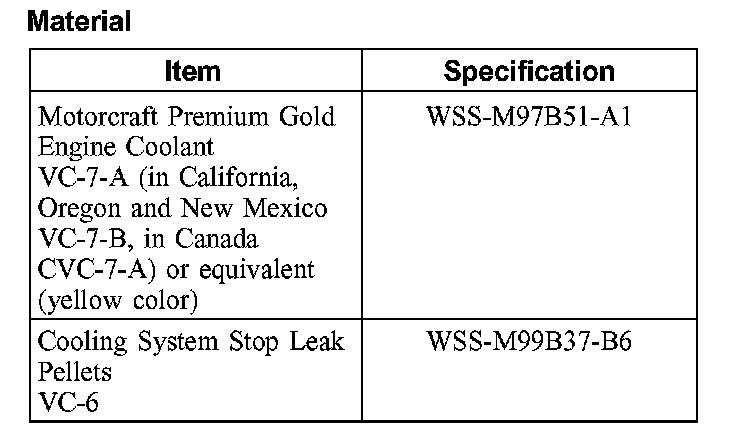 Material
Item Specification
Motorcraft Premium Gold WSS-M97B51-A1
Engine Coolant
VC-7-A (in California,
Oregon and New Mexico
VC-7-B, in Canada
CVC-7-A) or equivalent
(yellow color)
Cooling System Stop Leak WSS-M99B37-B6
Pellets
VC-6